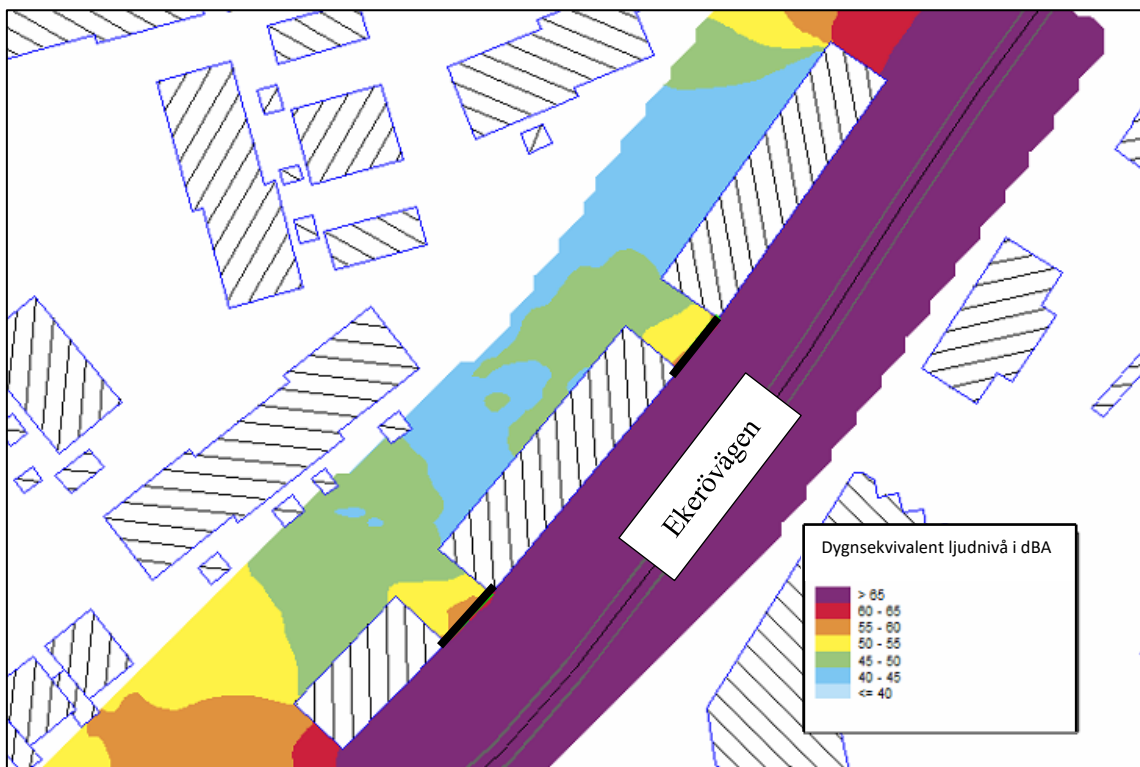 Ekerövägen
Dygnsekvivalent ljudnivå i dBA
> 65
60 - 65
55 - 60
50 - 55
45 - 50
40 - 45
<= 40